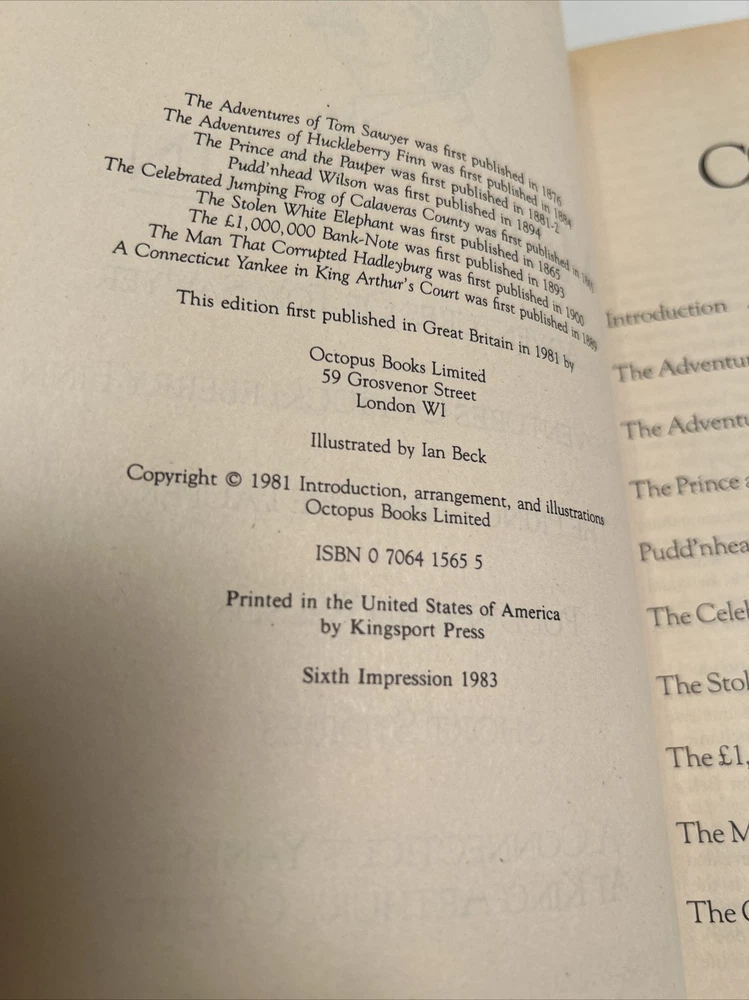 The Adventures of Tom Sawyer was first published in 1876
The Adventures of Huckleberry Finn was first published in 1884
The Prince and the Pauper was first published in 1881-2
Pudd'nhead Wilson was first published in 1894
The Celebrated Jumping Frog of Calaveras County was first published in
The Stolen White Elephant was first published in 1865
The £1,000,000 Bank-Note was first published in 1893
The Man That Corrupted Hadleyburg was first published in 1900
A Connecticut Yankee in King Arthur's Court was first published in 1889
This edition first published in Great Britain in 1981 by
Octopus Books Limited
59 Grosvenor Street
London WI
Illustrated by Ian Beck
Copyright © 1981 Introduction, arrangement, and illustrations
Octopus Books Limited
ISBN 0 7064 1565 5
Printed in the United States of America
by Kingsport Press
Sixth Impression 1983
C
Introduction
The Adventu
The Adventu
The Prince a
Pudd'nhea
The Celeb
The Stol
The £1,
The M
The C